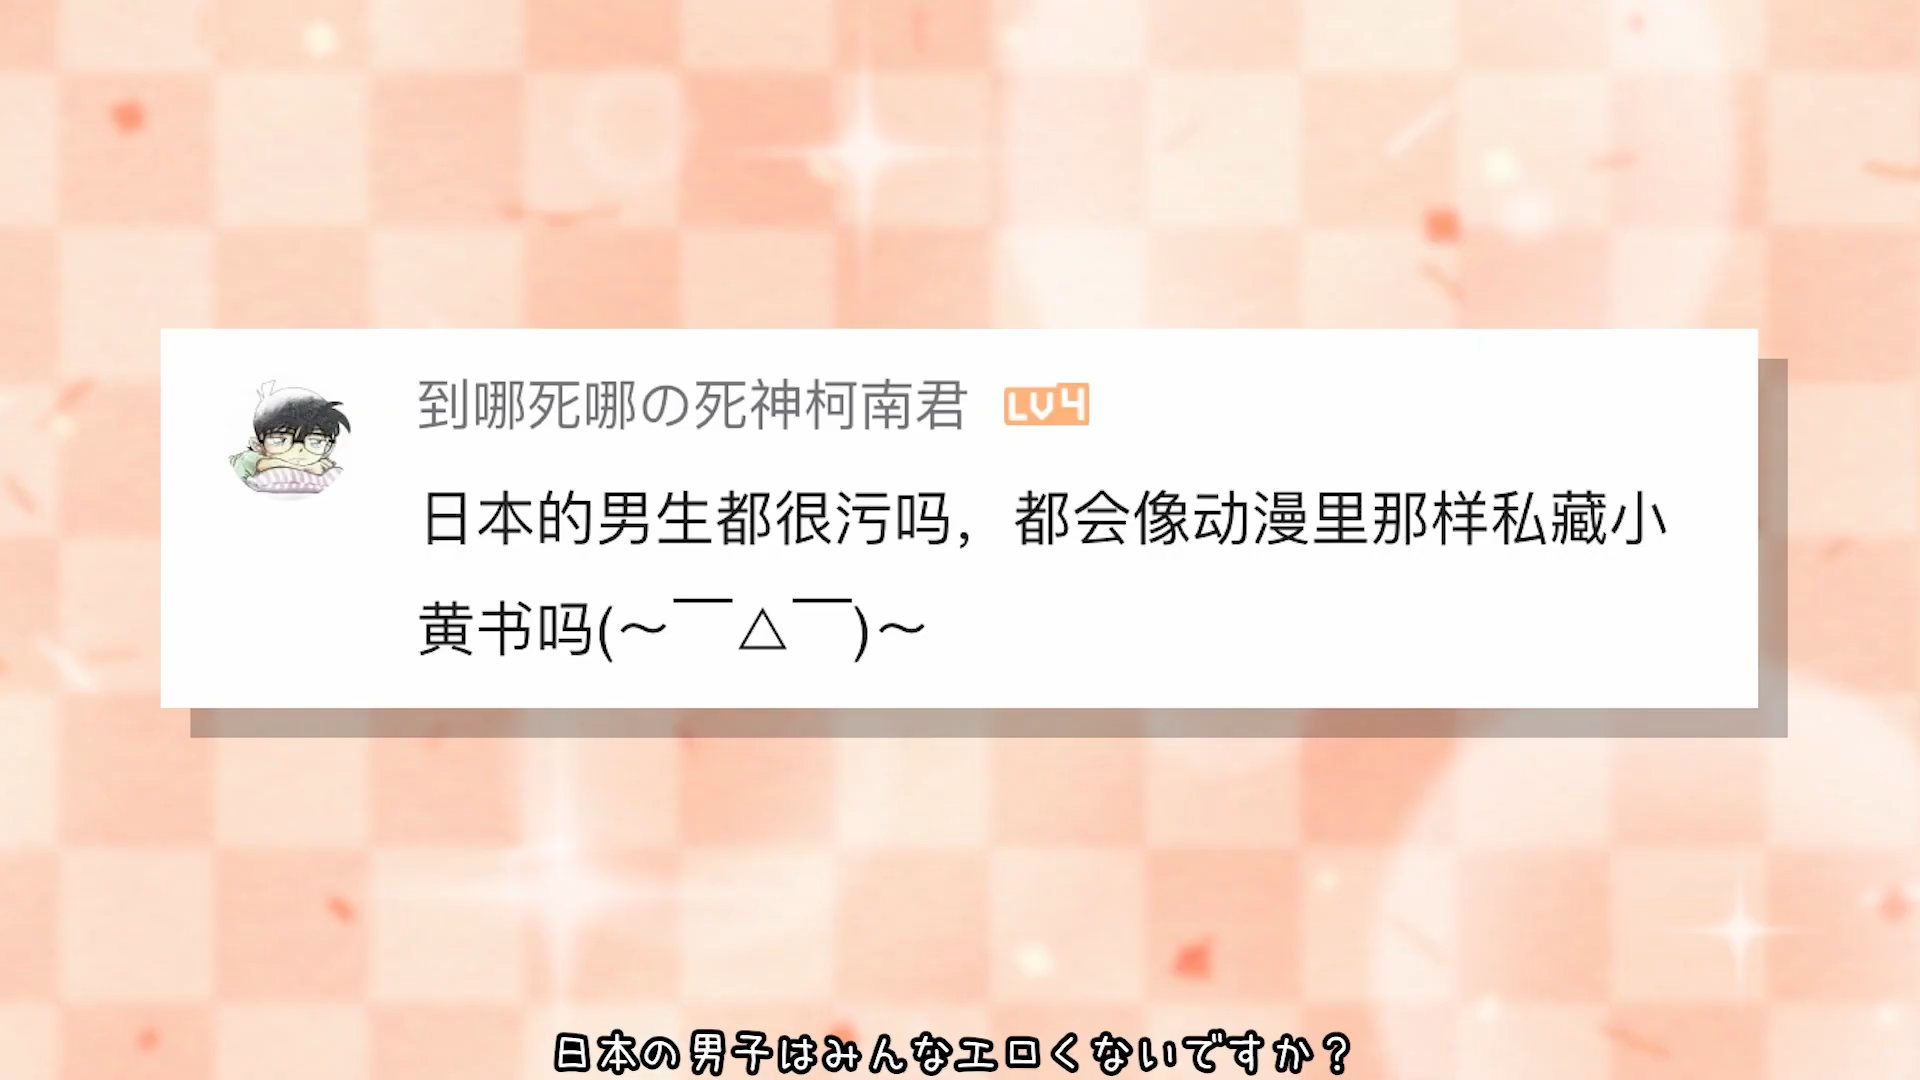 到哪死哪の死神柯南君 LV4
日本的男生都很污吗，都会像动漫里那样私藏小
黄书吗(～￣△￣)～
日本の男子はみんなエロくないですか？